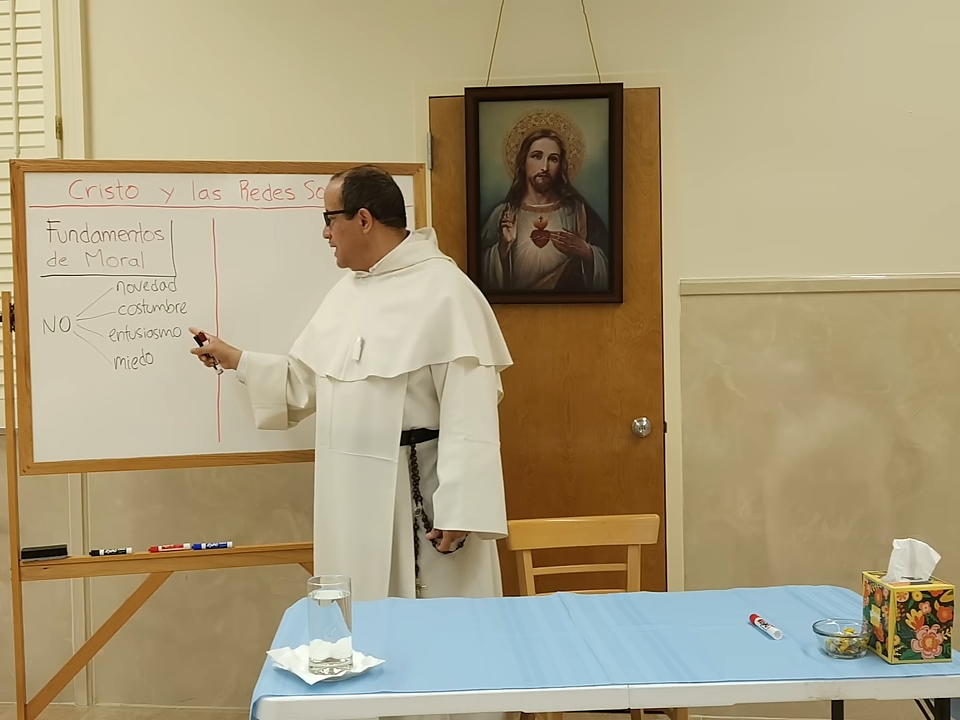 Cristo y las Redes So
Fundamentos
de Moral
NO
novedad
costumbre
entusiasmo
miedo